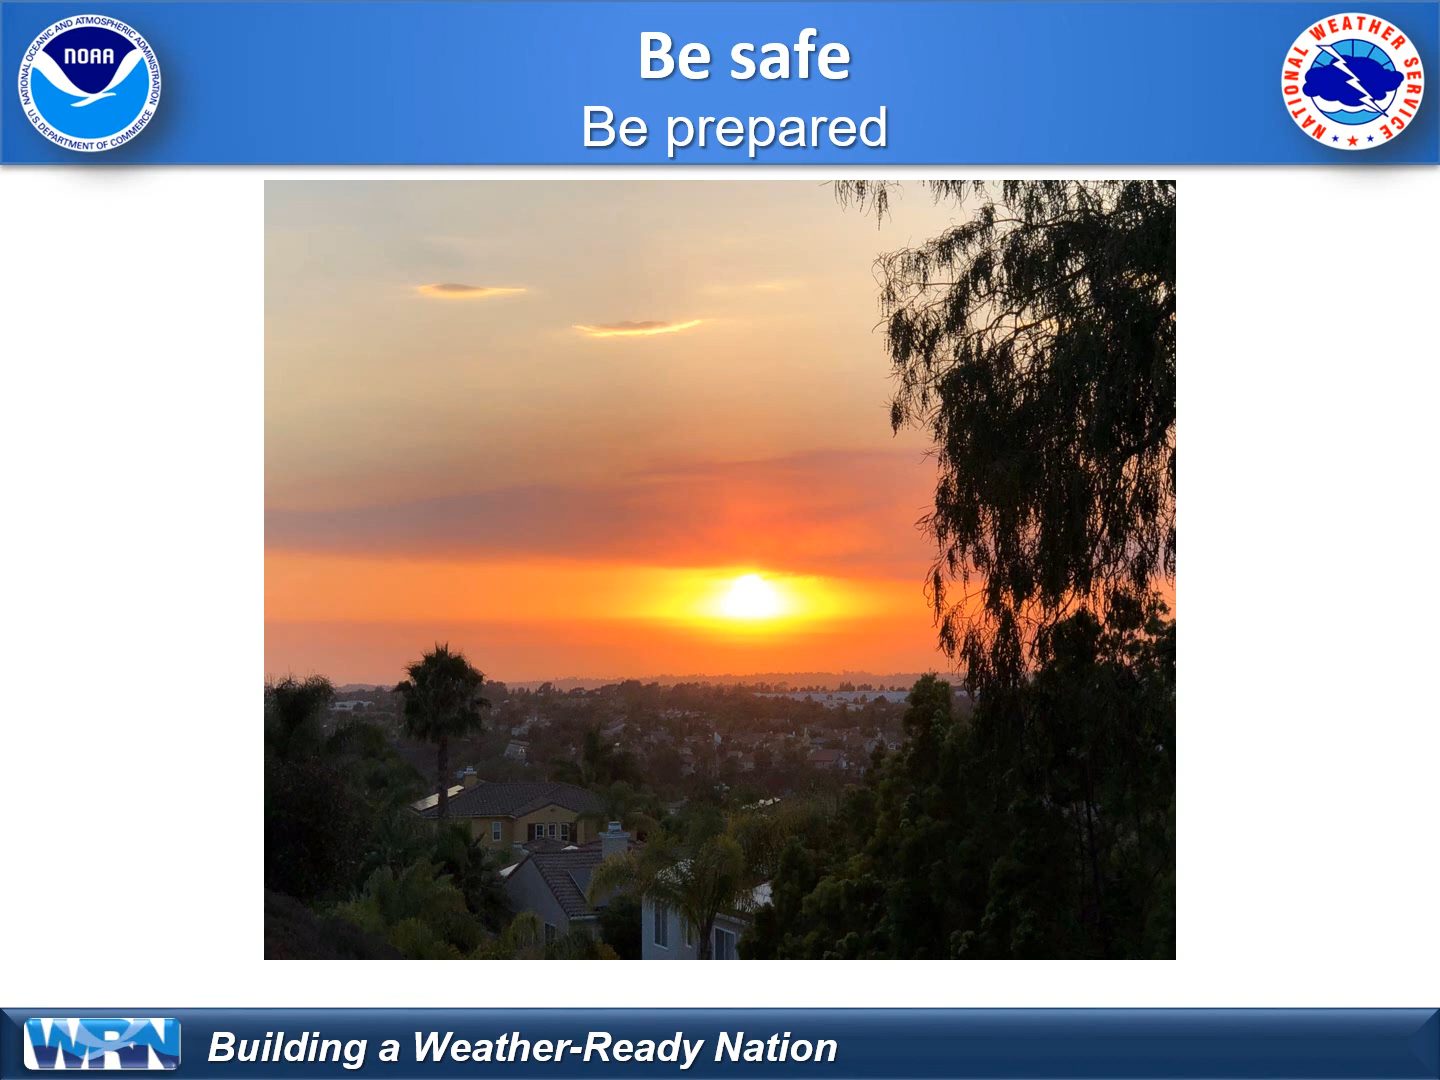 NATIONAL OCEANIC AND ATMOSPHERIC ADMINISTRATION
NOAA
U.S. DEPARTMENT OF COMMERCE
Be safe
Be prepared
NATIONAL WEATHER SERVICE
WRN
Building a Weather-Ready Nation